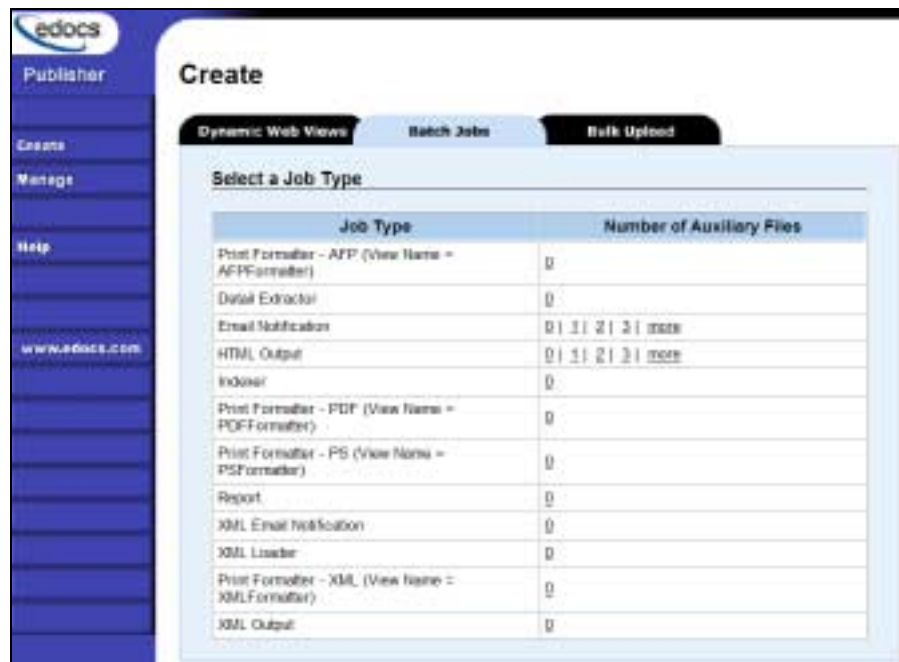 edocs
Publisher
Create
Manage
Help
www.edocs.com
Create
Dynamic Web Views
Batch Jobs
Bulk Upload
Select a Job Type
Job Type
Number of Auxiliary Files
Print Formatter - AFP (View Name =
AFPFormatter)
0
Detail Extractor
0
Email Notification
0 | 1 | 2 | 3 | more
HTML Output
0 | 1 | 2 | 3 | more
Indexer
0
Print Formatter - PDF (View Name =
PDFFormatter)
0
Print Formatter - PS (View Name =
PSFormatter)
0
Report
0
XML Email Notification
0
XML Loader
0
Print Formatter - XML (View Name =
XMLFormatter)
0
XML Output
0